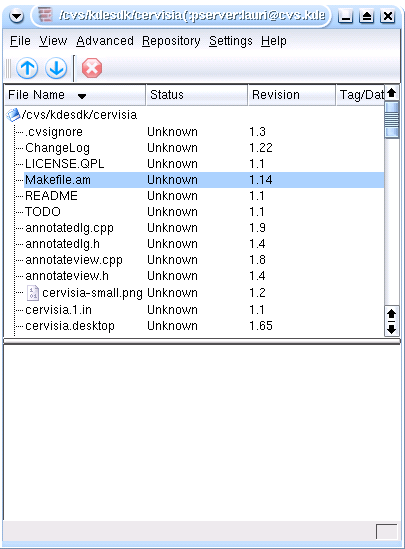 /cvs/kdesdk/cervisia(:pserver:lauri@cvs.kde
File View Advanced Repository Settings Help
File Name Status Revision Tag/Dat
/cvs/kdesdk/cervisia
.cvsignore Unknown 1.3
ChangeLog Unknown 1.22
LICENSE.QPL Unknown 1.1
Makefile.am Unknown 1.14
README Unknown 1.1
TODO Unknown 1.1
annotatedlg.cpp Unknown 1.9
annotatedlg.h Unknown 1.4
annotateview.cpp Unknown 1.8
annotateview.h Unknown 1.4
cervisia-small.png Unknown 1.2
cervisia.1.in Unknown 1.1
cervisia.desktop Unknown 1.65